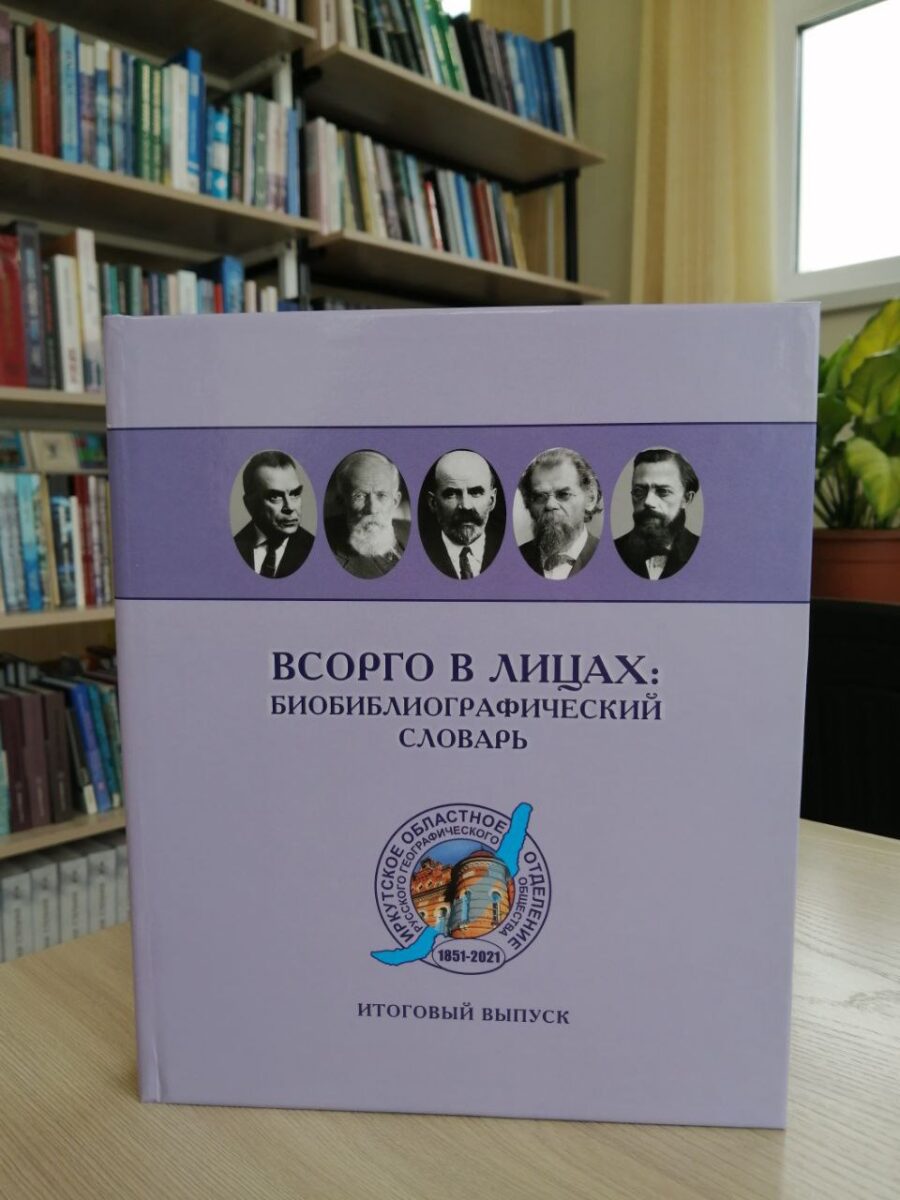 ВСОРГО В ЛИЦАХ:
БИОБИБЛИОГРАФИЧЕСКИЙ
СЛОВАРЬ
ИРКУТСКОЕ ОБЛАСТНОЕ ОТДЕЛЕНИЕ
РУССКОГО ГЕОГРАФИЧЕСКОГО ОБЩЕСТВА
1851-2021
ИТОГОВЫЙ ВЫПУСК